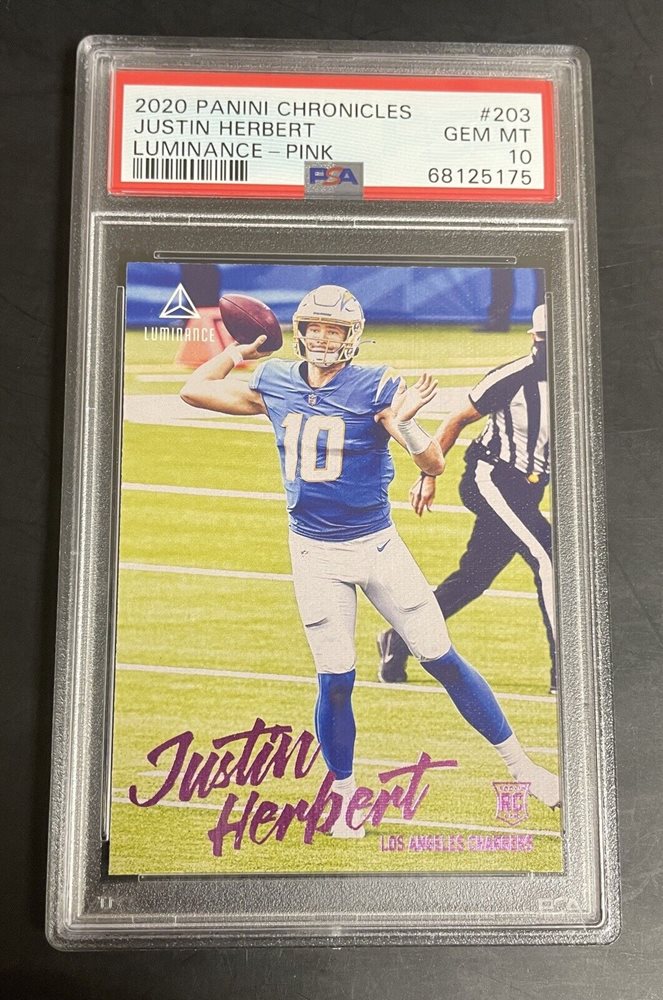 2020 PANINI CHRONICLES #203
JUSTIN HERBERT GEM MT
LUMINANCE - PINK 10
PSA 68125175
LUMINANCE
10
Justin
Herbert
RC
LOS ANGELES CHARGERS
PSA